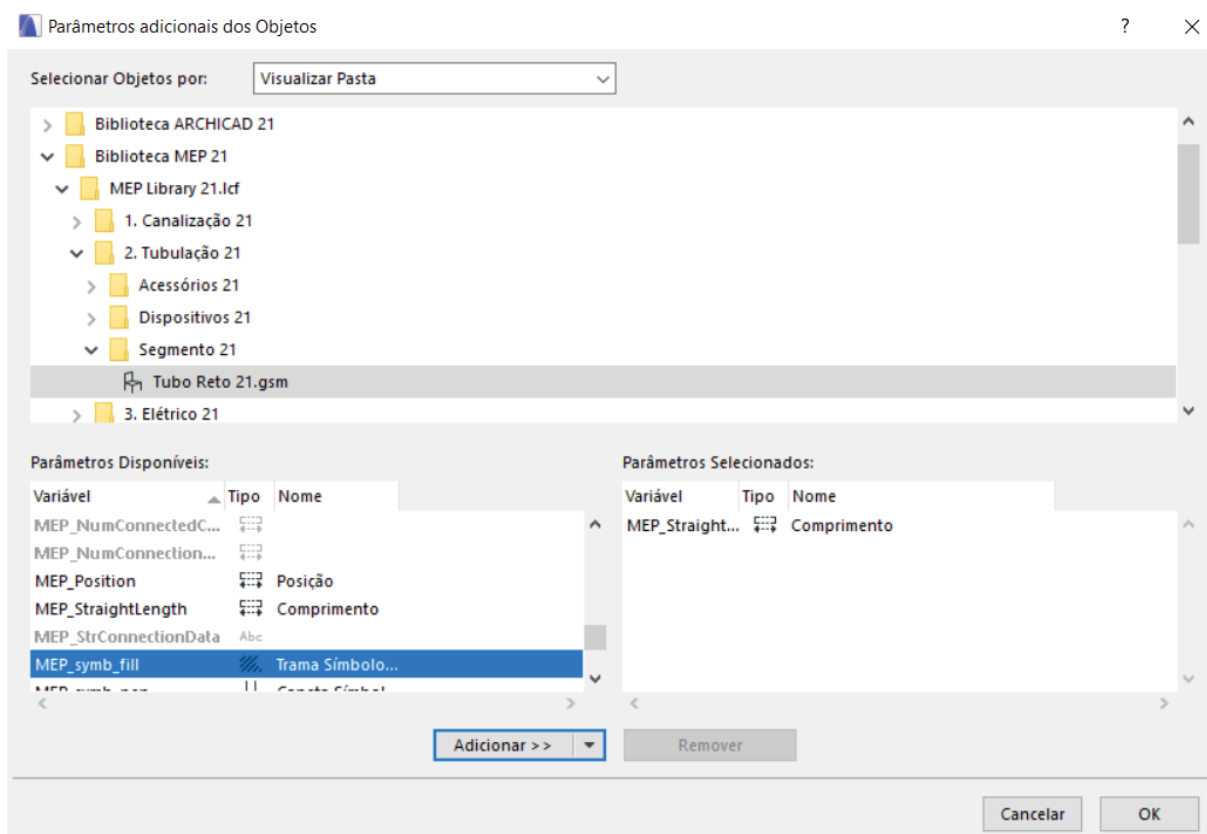 Parâmetros adicionais dos Objetos ?
Selecionar Objetos por: Visualizar Pasta
Biblioteca ARCHICAD 21
Biblioteca MEP 21
MEP Library 21.lcf
1. Canalização 21
2. Tubulação 21
Acessórios 21
Dispositivos 21
Segmento 21
Tubo Reto 21.gsm
3. Elétrico 21
Parâmetros Disponíveis: Parâmetros Selecionados:
Variável Tipo Nome Variável Tipo Nome
MEP_NumConnectedC... MEP_Straight... Comprimento
MEP_NumConnection...
MEP_Position Posição
MEP_StraightLength Comprimento
MEP_StrConnectionData Abc
MEP_symb_fill Trama Símbolo...
Adicionar >> Remover
Cancelar OK